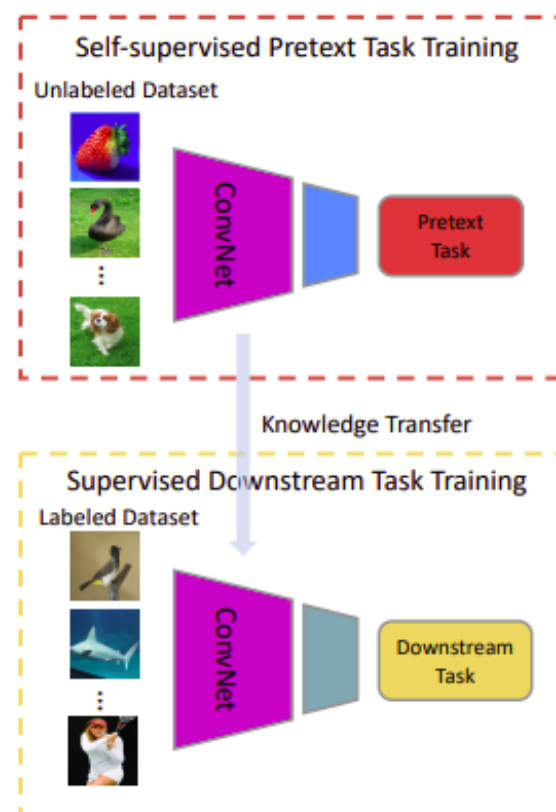 Self-supervised Pretext Task Training
Unlabeled Dataset
ConvNet
Pretext
Task
...
Knowledge Transfer
Supervised Downstream Task Training
Labeled Dataset
ConvNet
Downstream
Task
...